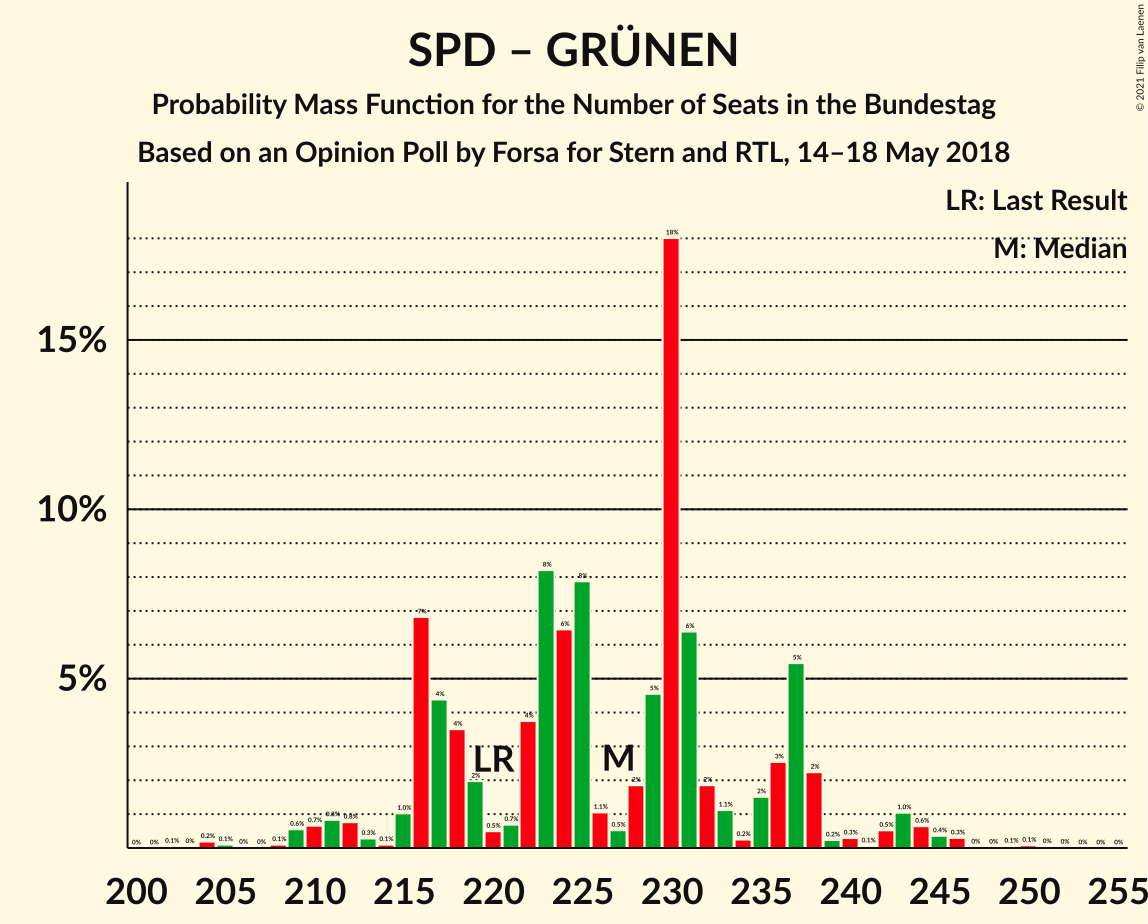 SPD – GRÜNEN
Probability Mass Function for the Number of Seats in the Bundestag
Based on an Opinion Poll by Forsa for Stern and RTL, 14–18 May 2018
© 2021 Filip van Laenen
LR: Last Result
M: Median
15%
10%
5%
0% 0% 0.1% 0% 0.2% 0.1% 0% 0% 0.1% 0.6% 0.7% 0.8% 0.8% 0.3% 0.1% 1.0% 7% 4% 4% 2% 0.5% 0.7% 4% 8% 6% 8% 1.1% 0.5% 2% 5% 18% 6% 2% 1.1% 0.2% 2% 3% 5% 2% 0.2% 0.3% 0.1% 0.5% 1.0% 0.6% 0.4% 0.3% 0% 0% 0.1% 0.1% 0% 0% 0% 0% 0%
LR M
200 205 210 215 220 225 230 235 240 245 250 255